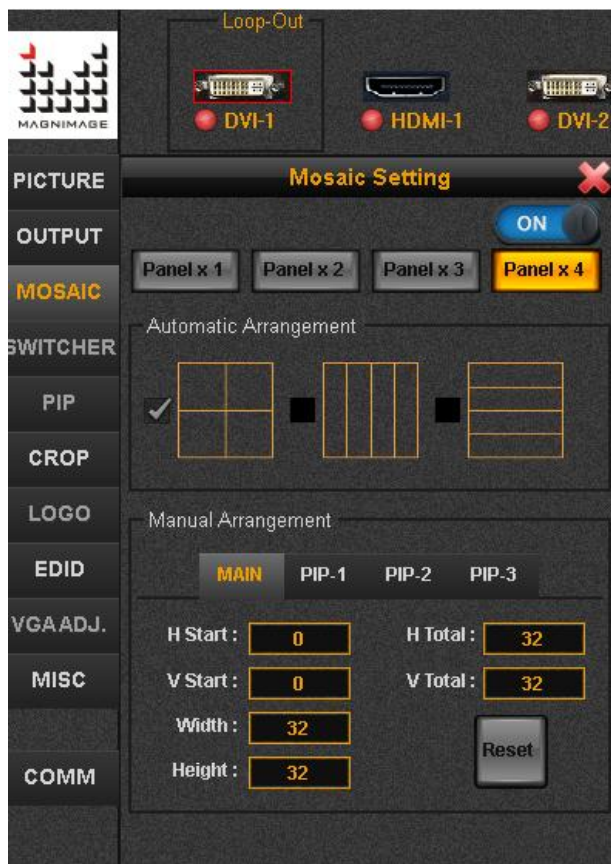 Loop-Out
MAGNIMAGE
DVI-1
HDMI-1
DVI-2
PICTURE
OUTPUT
MOSAIC
SWITCHER
PIP
CROP
LOGO
EDID
VGA ADJ.
MISC
COMM
Mosaic Setting
ON
Panel x 1
Panel x 2
Panel x 3
Panel x 4
Automatic Arrangement
Manual Arrangement
MAIN
PIP-1
PIP-2
PIP-3
H Start : 0
H Total : 32
V Start : 0
V Total : 32
Width : 32
Height : 32
Reset